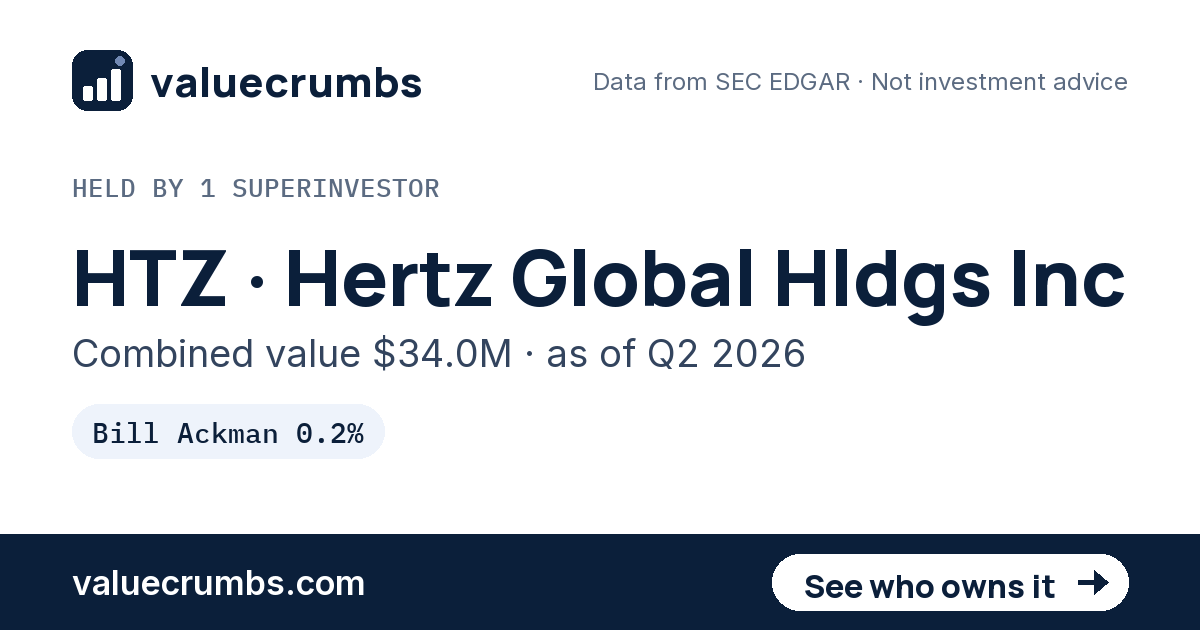 valuecrumbs
Data from SEC EDGAR · Not investment advice
HELD BY 1 SUPERINVESTOR
HTZ · Hertz Global Hldgs Inc
Combined value $34.0M · as of Q2 2026
Bill Ackman 0.2%
valuecrumbs.com
See who owns it →